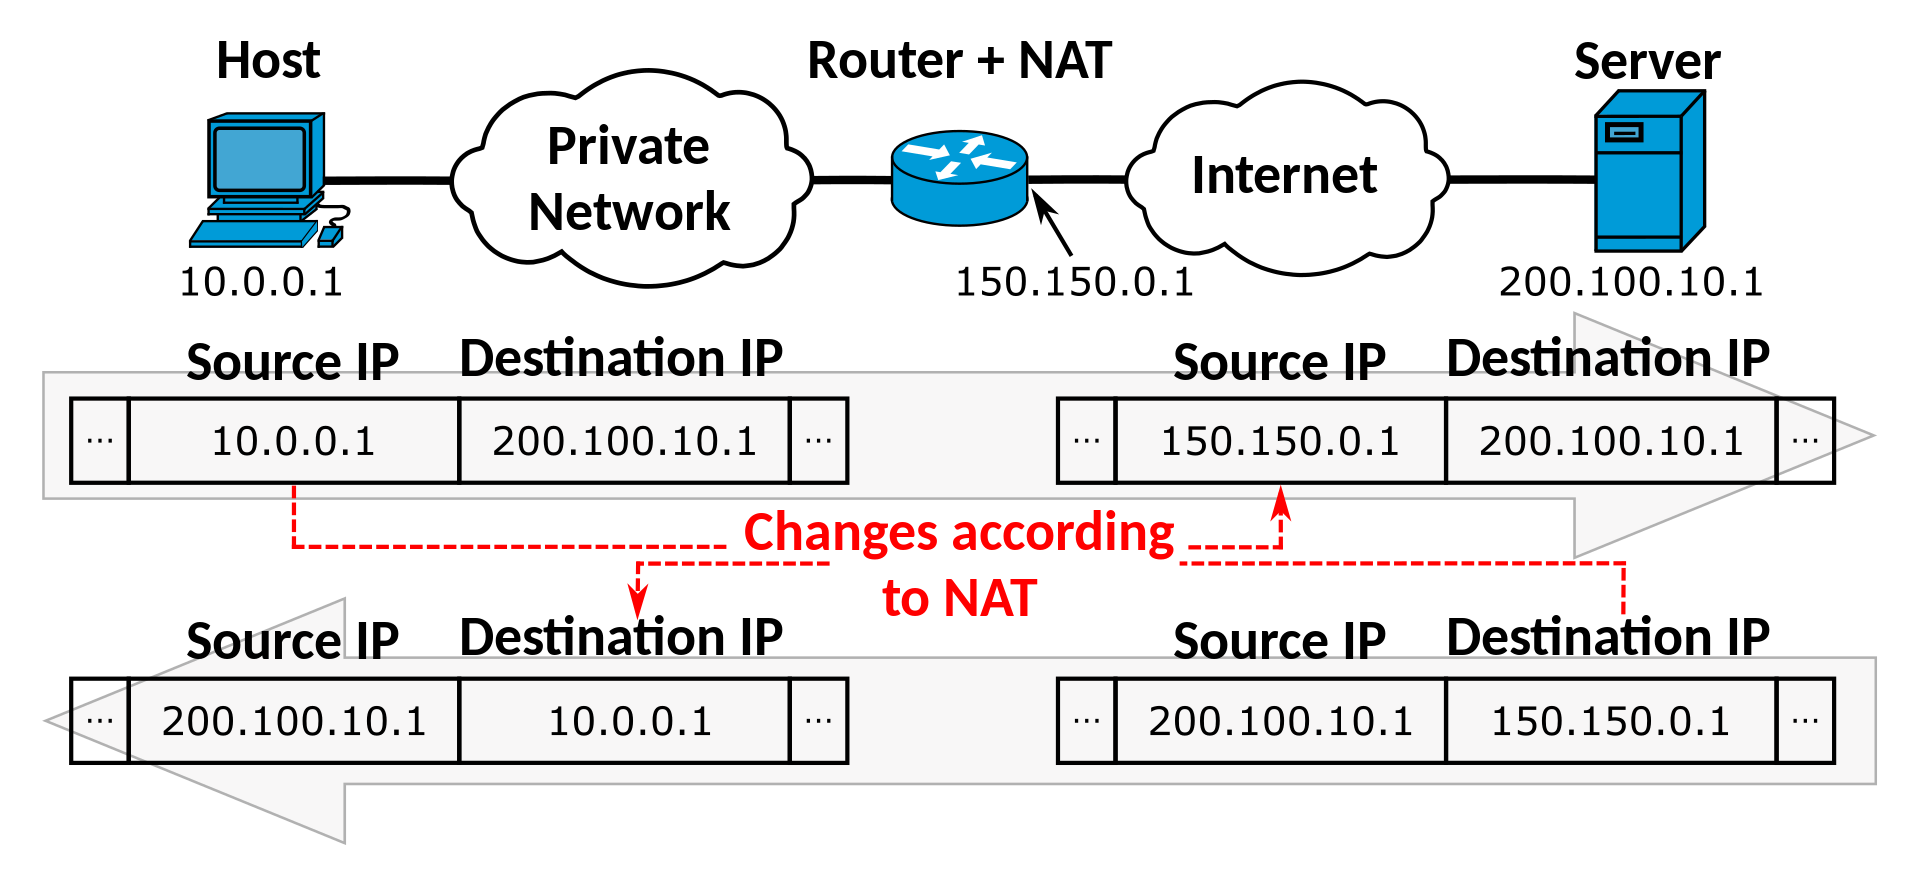 Host
Router + NAT
Server
Private
Network
Internet
10.0.0.1
150.150.0.1
200.100.10.1
Source IP Destination IP
Source IP Destination IP
... 10.0.0.1 200.100.10.1 ...
... 150.150.0.1 200.100.10.1 ...
Changes according
to NAT
Source IP Destination IP
Source IP Destination IP
... 200.100.10.1 10.0.0.1 ...
... 200.100.10.1 150.150.0.1 ...